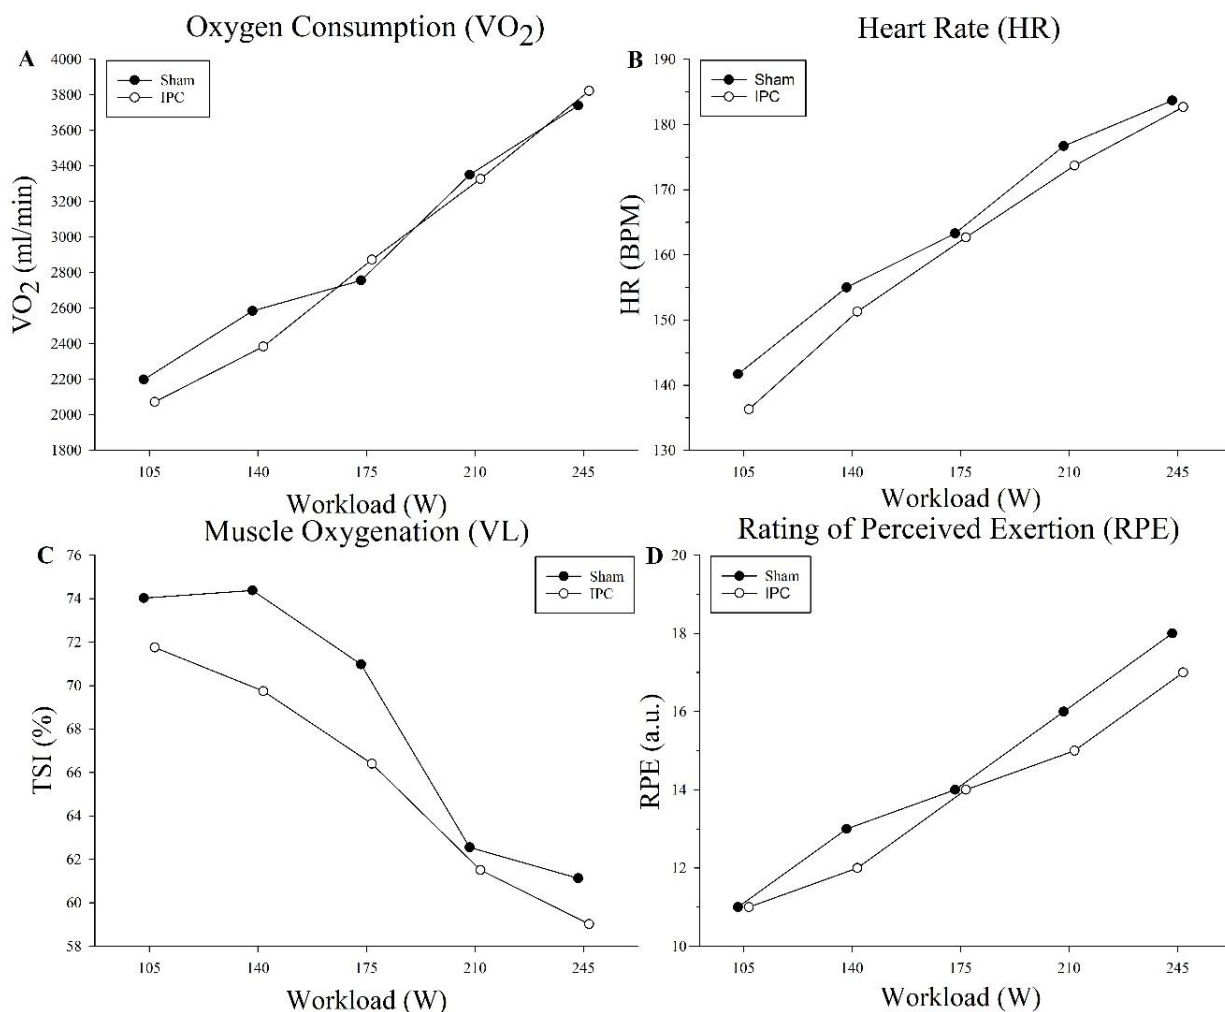 Oxygen Consumption (VO2)
A
4000
3800
3600
3400
3200
3000
2800
2600
2400
2200
2000
1800
VO2 (ml/min)
Sham
IPC
105 140 175 210 245
Workload (W)
Heart Rate (HR)
B
190
180
170
160
150
140
130
HR (BPM)
Sham
IPC
105 140 175 210 245
Workload (W)
Muscle Oxygenation (VL)
C
76
74
72
70
68
66
64
62
60
58
TSI (%)
Sham
IPC
105 140 175 210 245
Workload (W)
Rating of Perceived Exertion (RPE)
D
20
18
16
14
12
10
RPE (a.u.)
Sham
IPC
105 140 175 210 245
Workload (W)